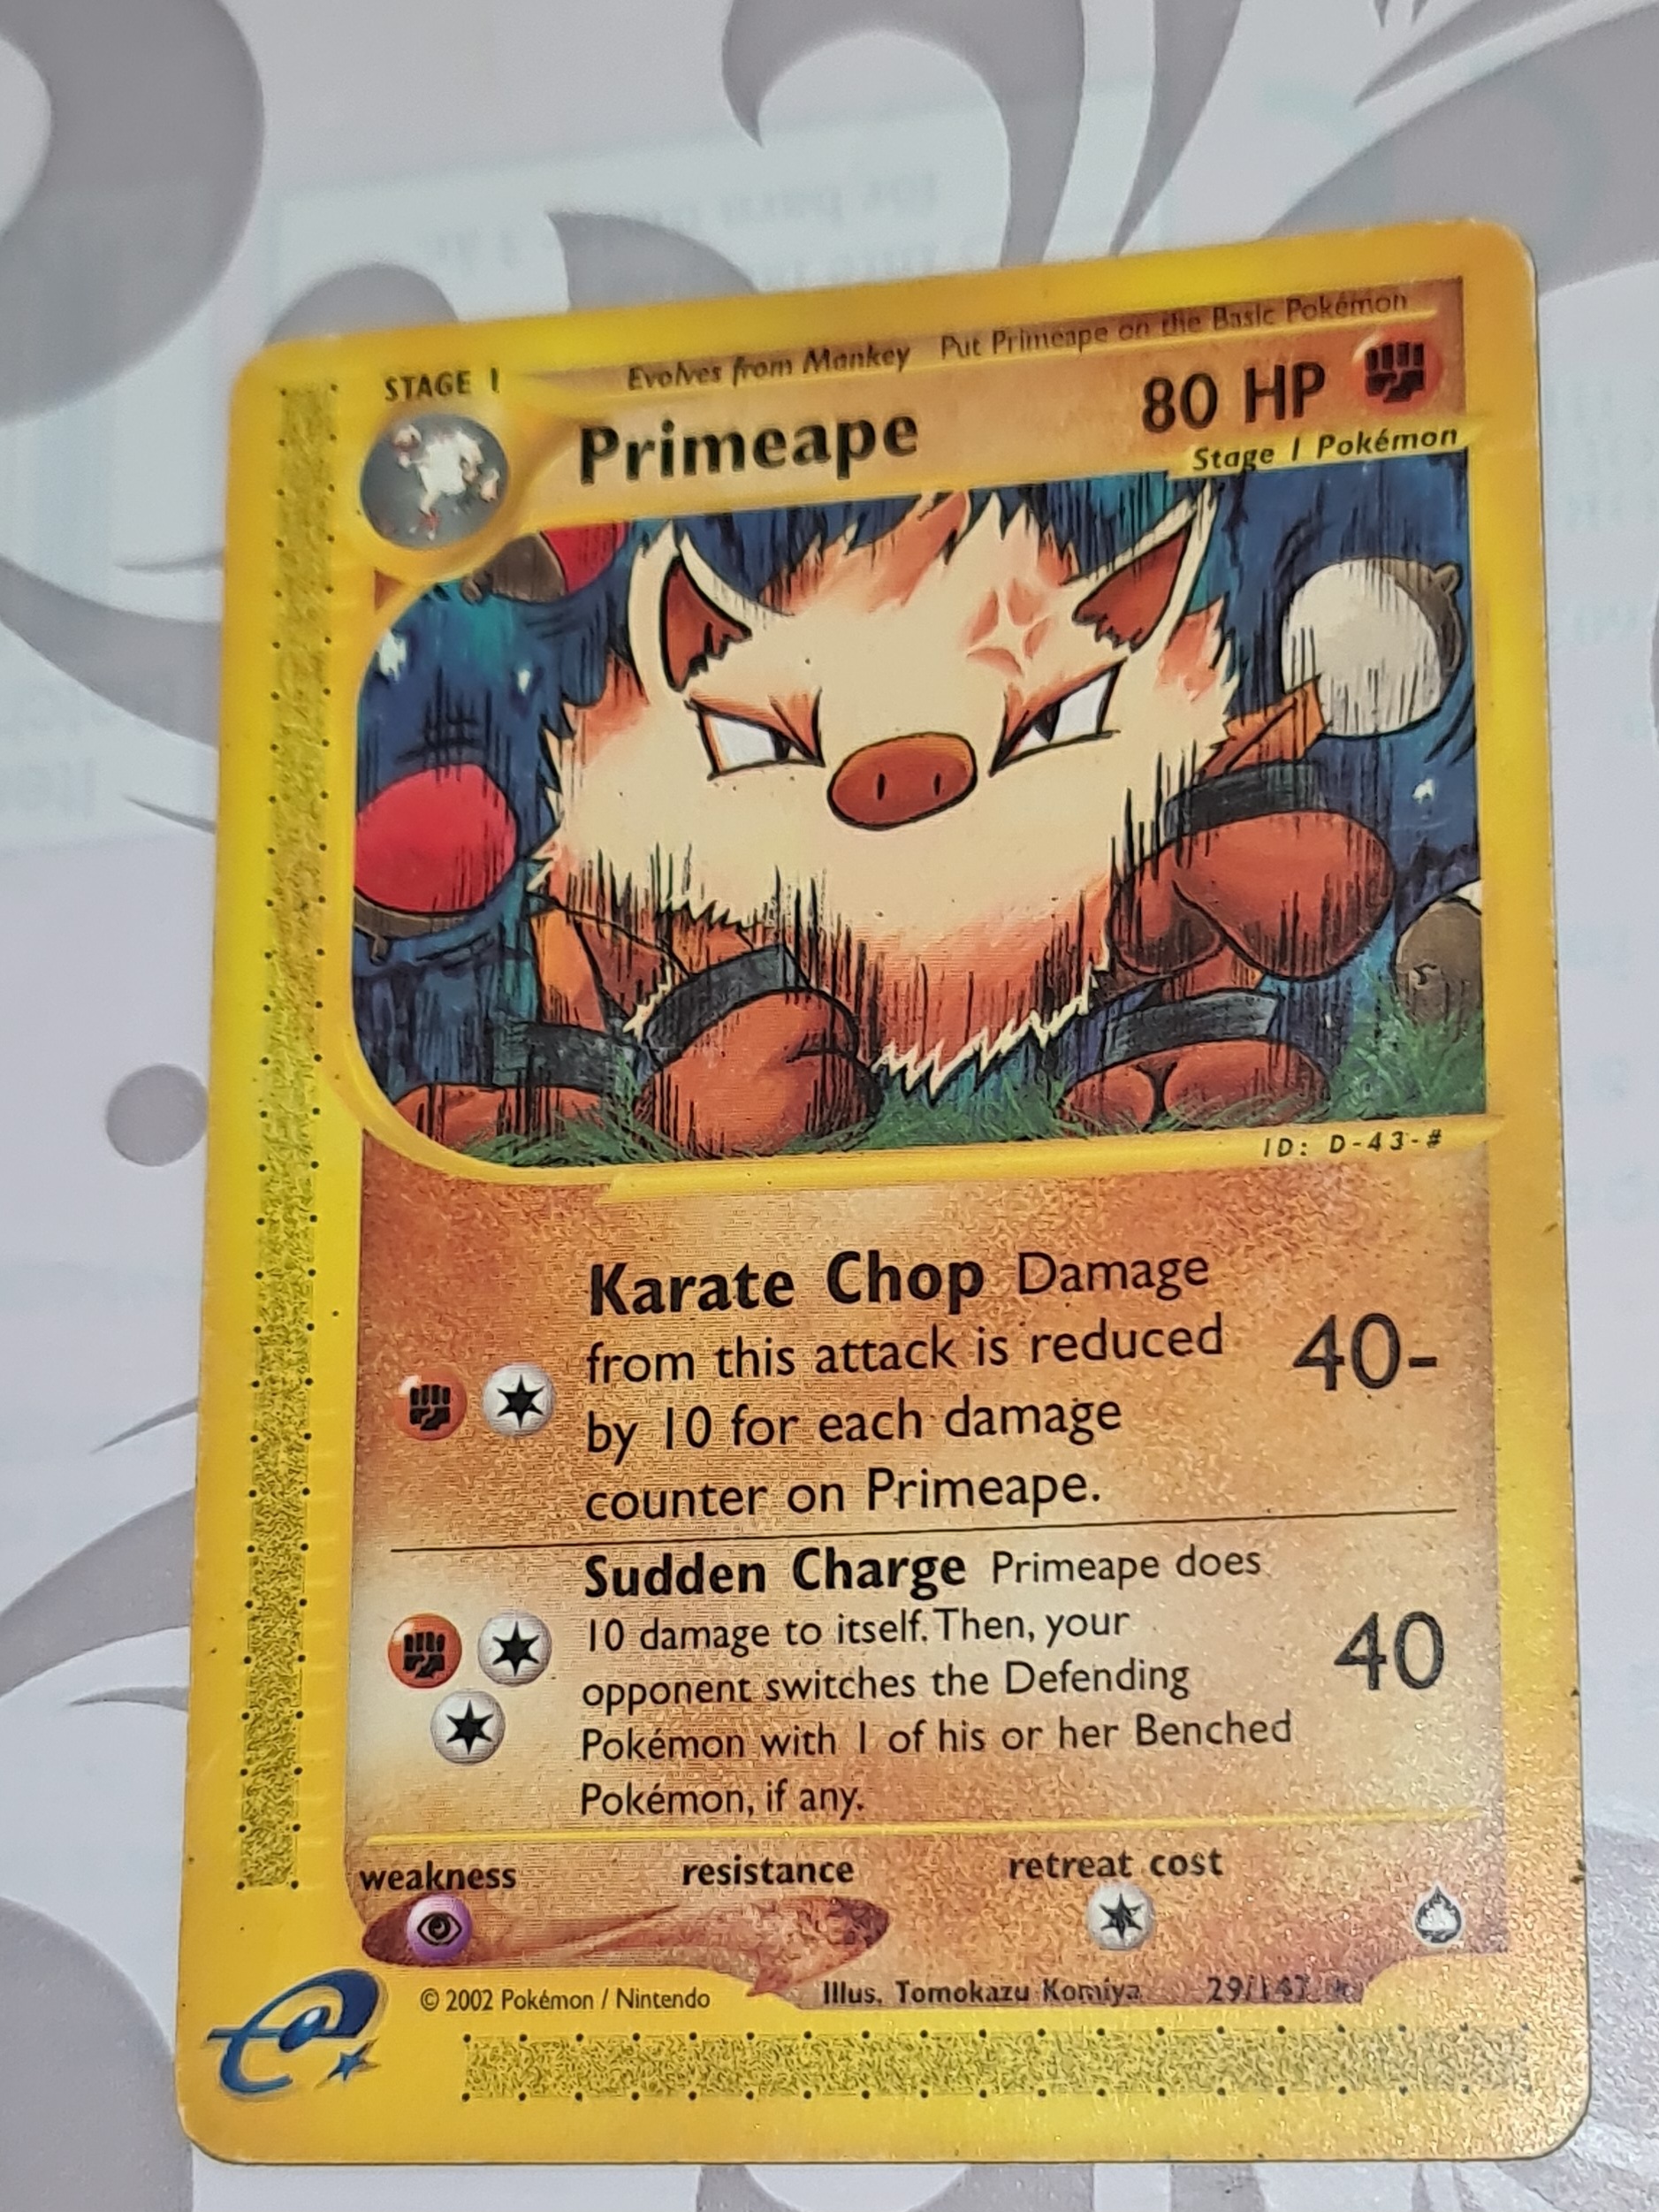 STAGE 1
Evolves from Mankey Put Primeape on the Basic Pokémon
Primeape 80 HP
Stage 1 Pokémon
ID: D-43-#
Karate Chop Damage
from this attack is reduced
by 10 for each damage
counter on Primeape.
40-
Sudden Charge Primeape does
10 damage to itself. Then, your
opponent switches the Defending
Pokémon with 1 of his or her Benched
Pokémon, if any.
40
weakness resistance retreat cost
© 2002 Pokémon / Nintendo Illus. Tomokazu Komiya 29/147